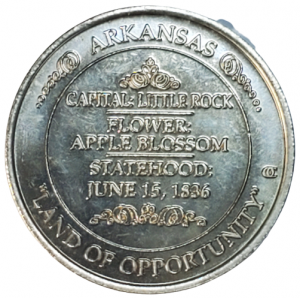 ARKANSAS
CAPITAL: LITTLE ROCK
FLOWER:
APPLE BLOSSOM
STATEHOOD:
JUNE 15, 1836
"LAND OF OPPORTUNITY"